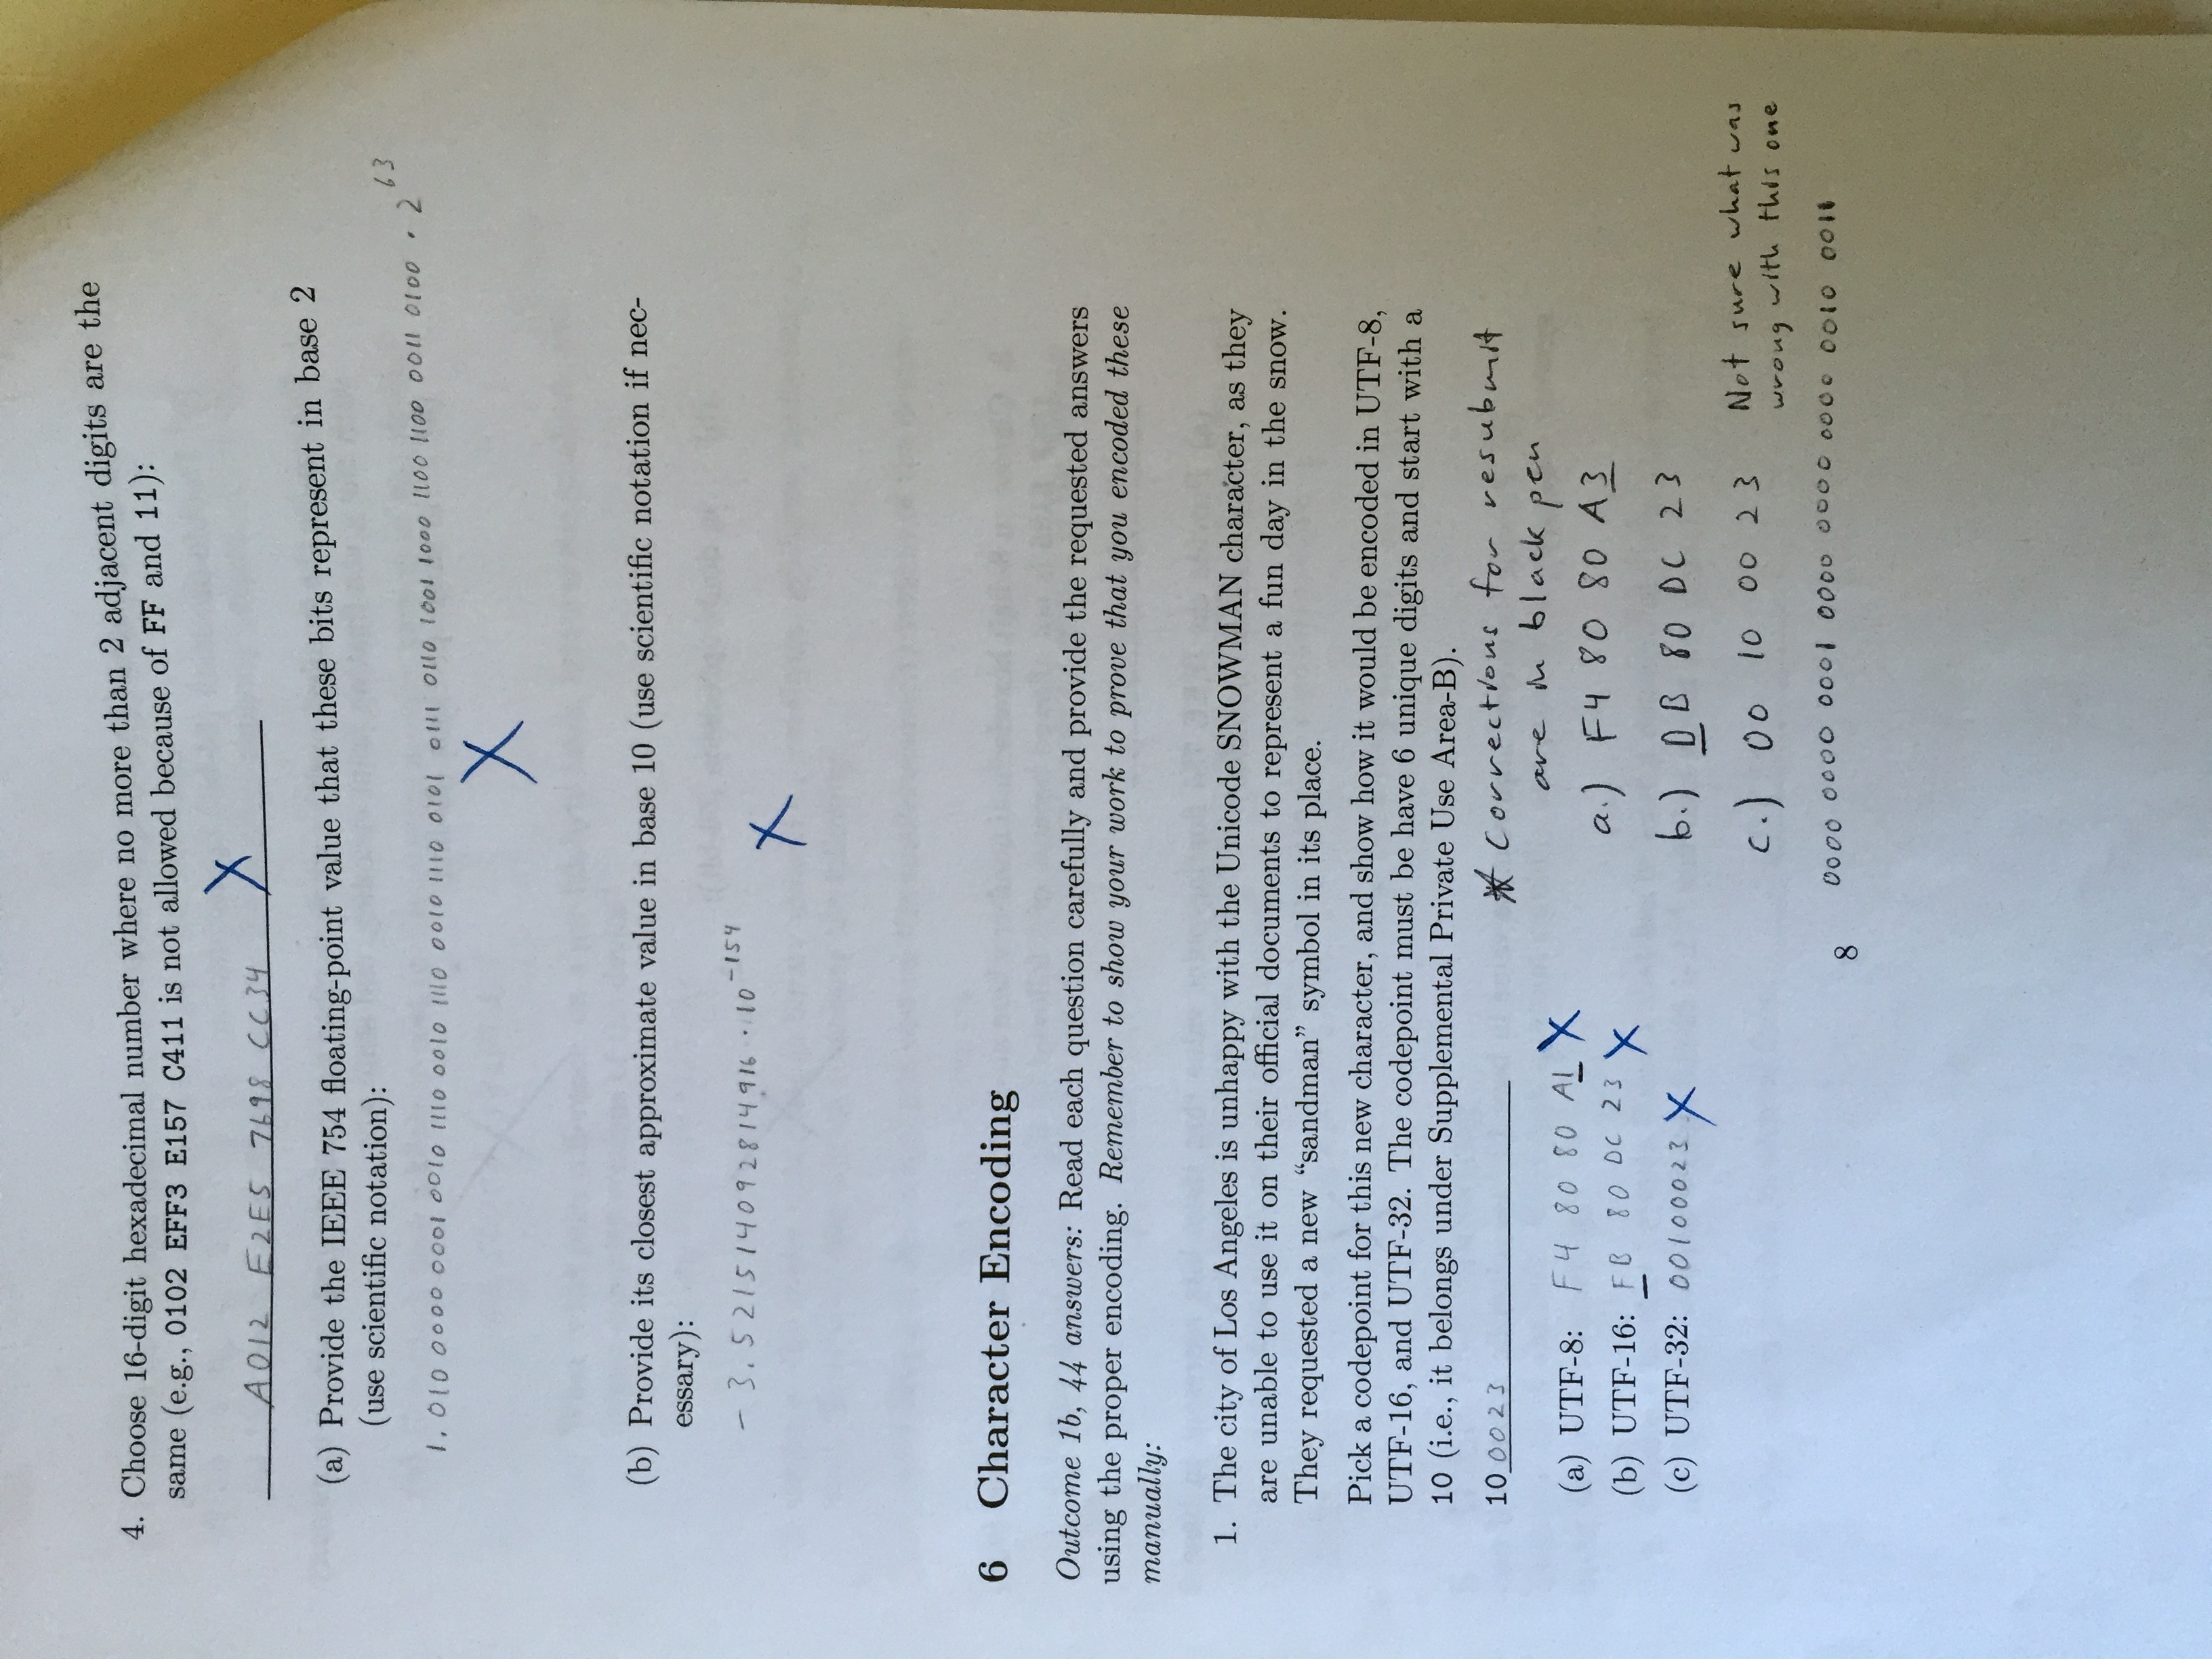 4. Choose 16-digit hexadecimal number where no more than 2 adjacent digits are the
same (e.g., 0102 EFF3 E157 C411 is not allowed because of FF and 11):
A012 E2E5 7698 CC34 X
(a) Provide the IEEE 754 floating-point value that these bits represent in base 2
(use scientific notation):
1. 010 0000 0001 0010 1110 0010 1110 0010 1110 0101 0111 0110 1001 1000 1100 1100 0011 0100 · 2^63
X
(b) Provide its closest approximate value in base 10 (use scientific notation if nec-
essary):
- 3.521514092814916 · 10^-154
X
6 Character Encoding
Outcome 1b, 44 answers: Read each question carefully and provide the requested answers
using the proper encoding. Remember to show your work to prove that you encoded these
manually:
1. The city of Los Angeles is unhappy with the Unicode SNOWMAN character, as they
are unable to use it on their official documents to represent a fun day in the snow.
They requested a new “sandman” symbol in its place.
Pick a codepoint for this new character, and show how it would be encoded in UTF-8,
UTF-16, and UTF-32. The codepoint must be have 6 unique digits and start with a
10 (i.e., it belongs under Supplemental Private Use Area-B).
10 0023
(a) UTF-8: F4 80 80 A1 X
(b) UTF-16: FB 80 DC 23 X
(c) UTF-32: 00100023 X
* Corrections for resubmit
are in black pen
a.) F4 80 80 A3
b.) DB 80 DC 23
c.) 00 10 00 23 Not sure what was
wrong with this one
0000 0000 0001 0000 0000 0000 0010 0011
8